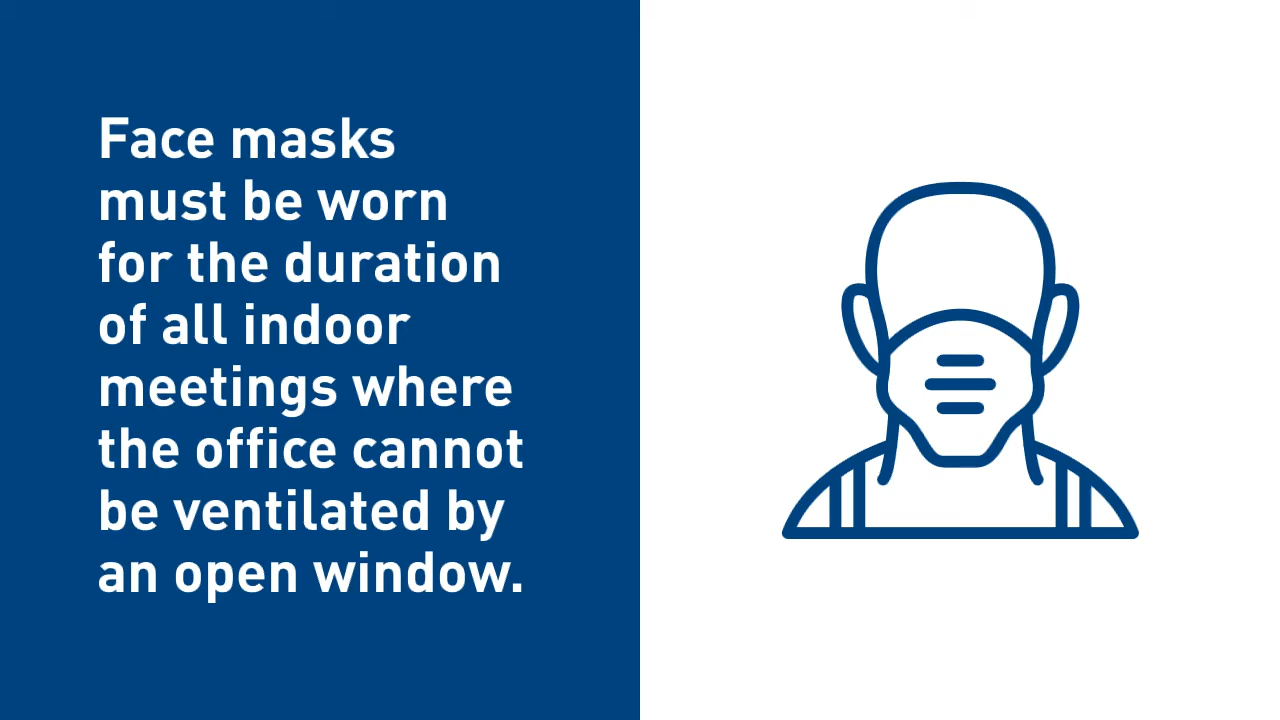 Face masks
must be worn
for the duration
of all indoor
meetings where
the office cannot
be ventilated by
an open window.